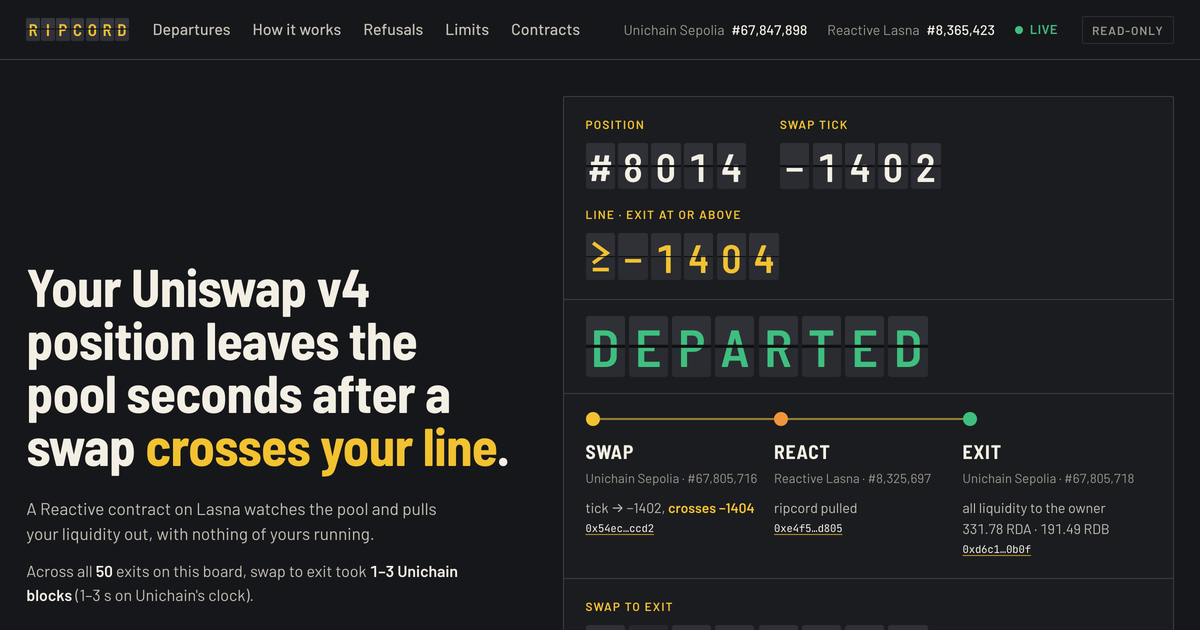 RIPCORD
Departures
How it works
Refusals
Limits
Contracts
Unichain Sepolia #67,847,898
Reactive Lasna #8,365,423
LIVE
READ-ONLY
Your Uniswap v4
position leaves the
pool seconds after a
swap crosses your line.
A Reactive contract on Lasna watches the pool and pulls
your liquidity out, with nothing of yours running.
Across all 50 exits on this board, swap to exit took 1–3 Unichain
blocks (1–3 s on Unichain's clock).
POSITION
#8014
SWAP TICK
−1402
LINE · EXIT AT OR ABOVE
≥−1404
DEPARTED
SWAP
Unichain Sepolia · #67,805,716
tick → −1402, crosses −1404
0x54ec…ccd2
REACT
Reactive Lasna · #8,325,697
ripcord pulled
0xe4f5…d805
EXIT
Unichain Sepolia · #67,805,718
all liquidity to the owner
331.78 RDA · 191.49 RDB
0xd6c1…0b0f
SWAP TO EXIT